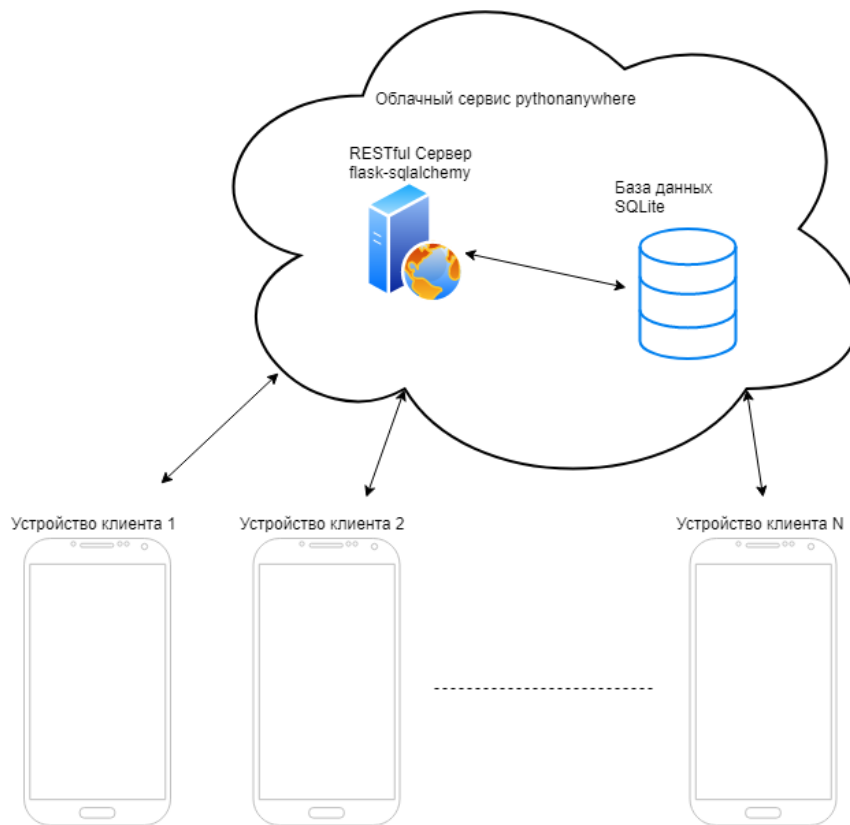 Облачный сервис pythonanywhere
RESTful Сервер
flask-sqlalchemy
База данных
SQLite
Устройство клиента 1
Устройство клиента 2
Устройство клиента N